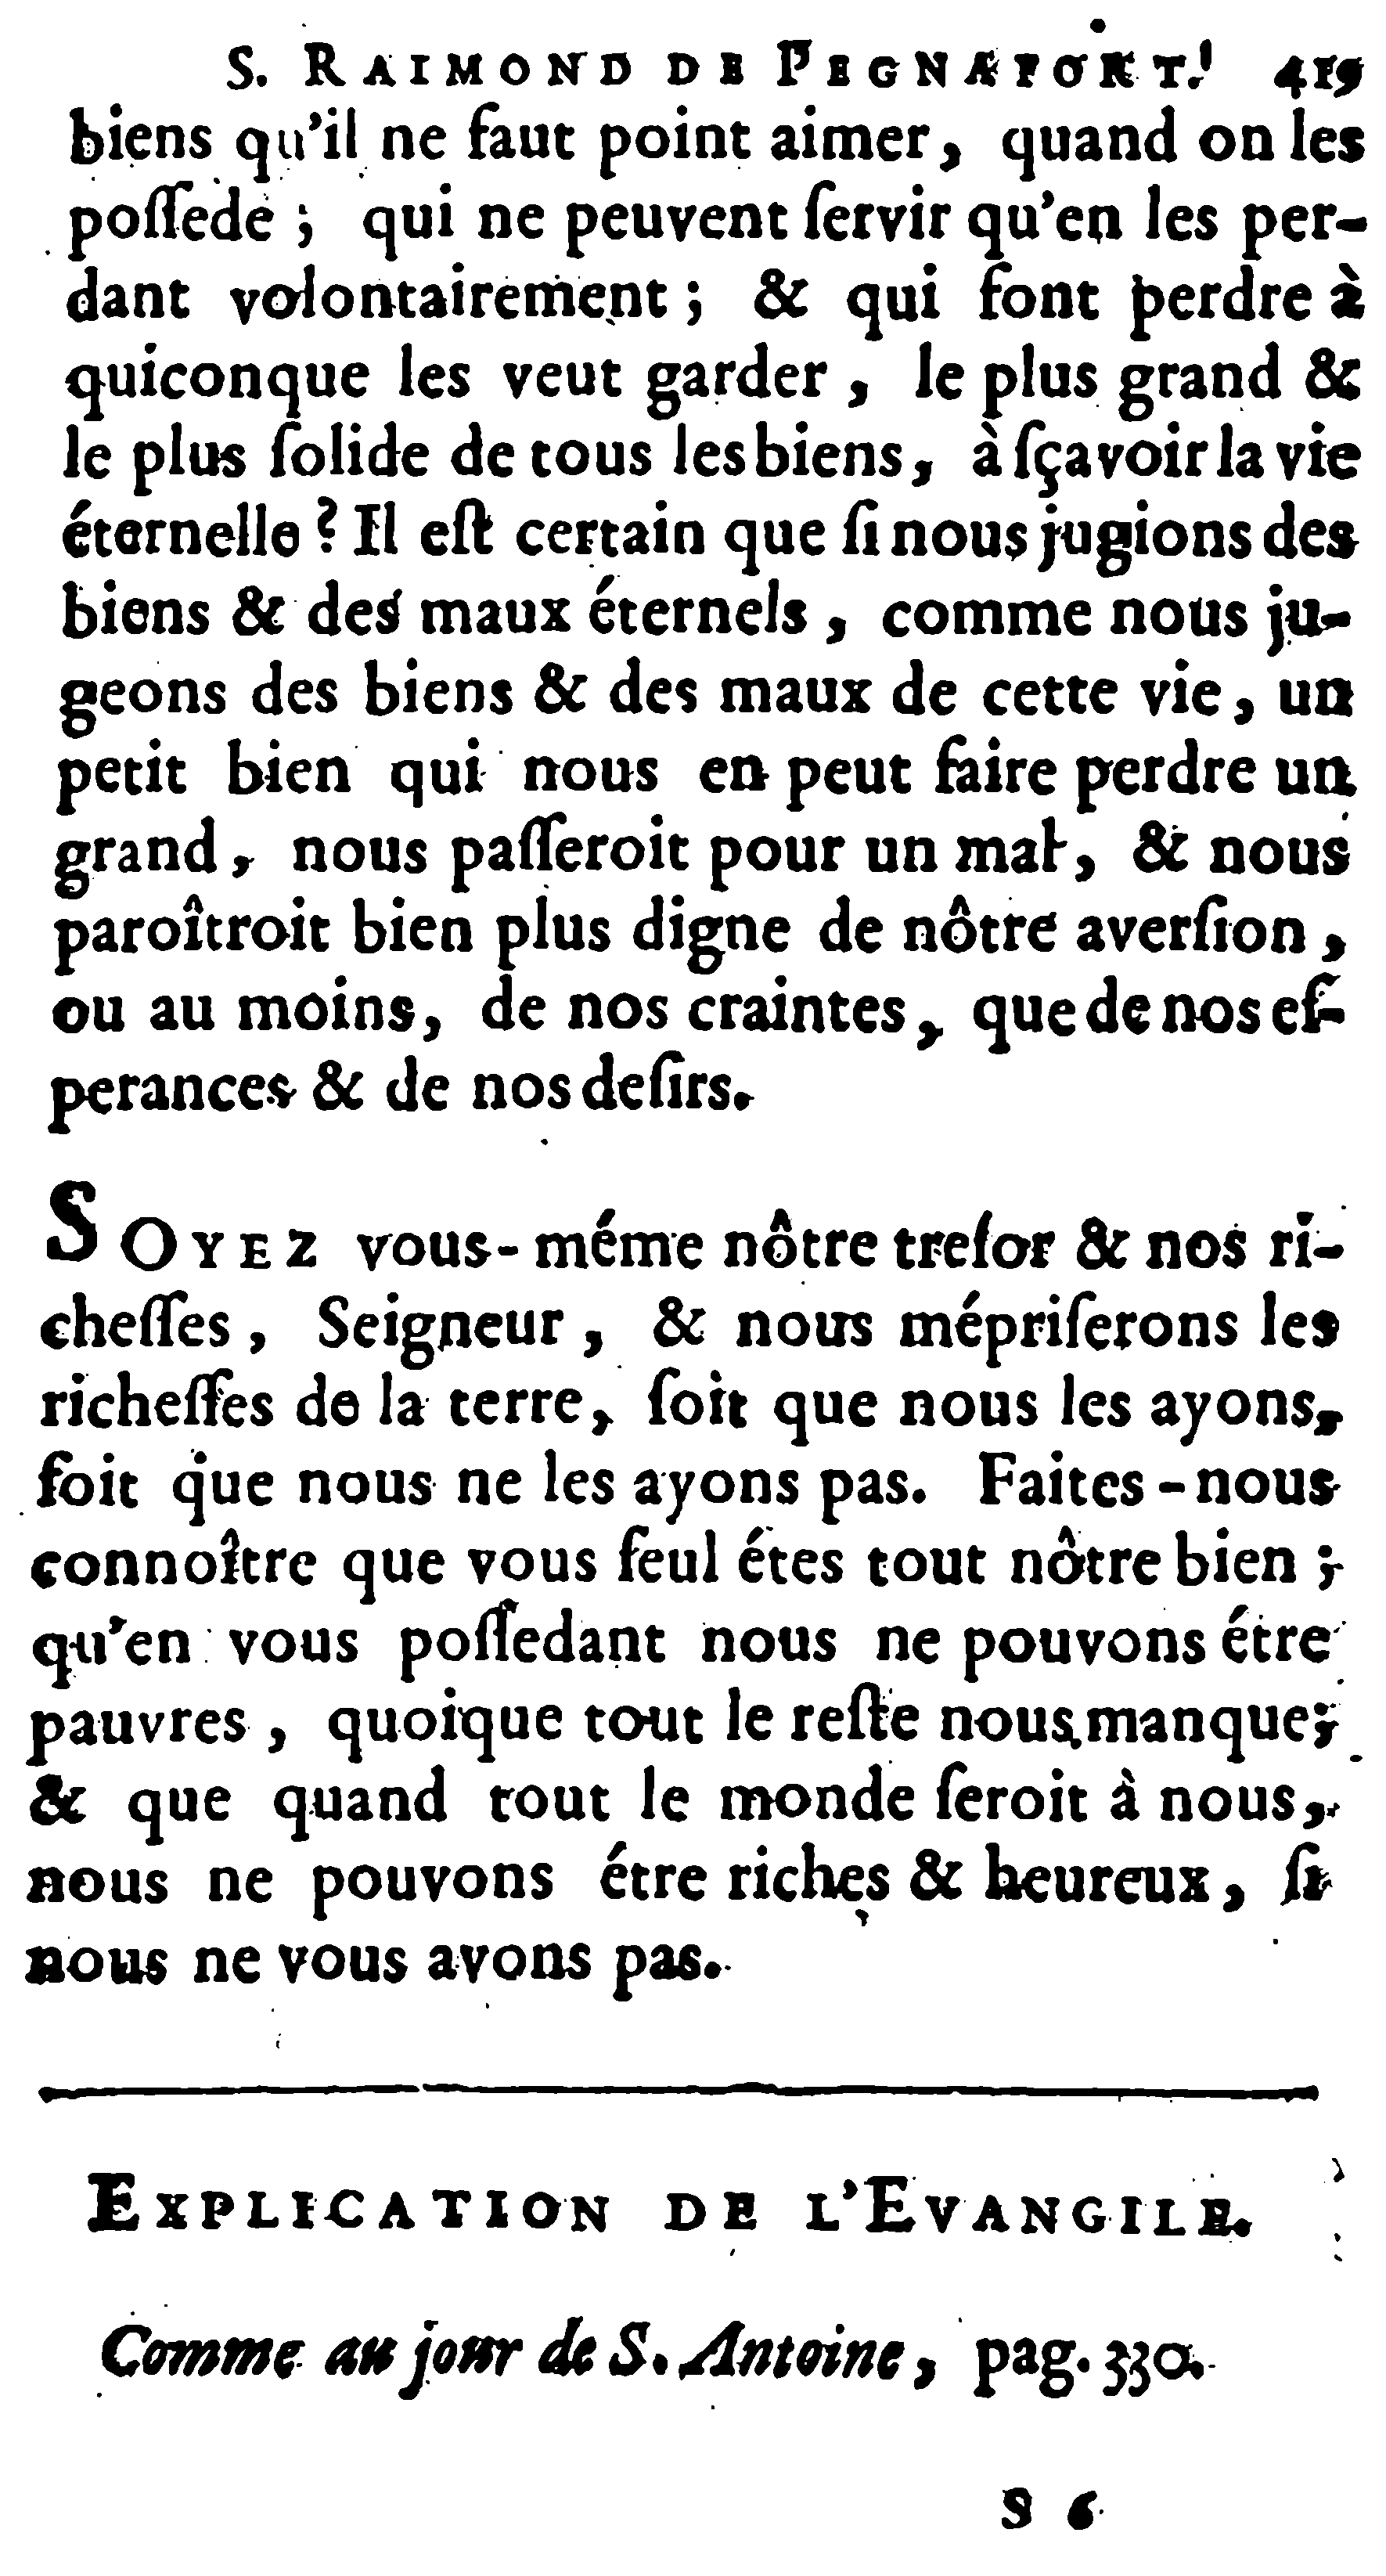 S. RAIMOND DE PEGNAFORT. 419
biens qu'il ne faut point aimer, quand on les
poſſede ; qui ne peuvent ſervir qu'en les per-
dant volontairement ; & qui font perdre à
quiconque les veut garder, le plus grand &
le plus ſolide de tous les biens, à ſçavoir la vie
éternelle ? Il eſt certain que ſi nous jugions des
biens & des maux éternels, comme nous ju-
geons des biens & des maux de cette vie, un
petit bien qui nous en peut faire perdre un
grand, nous paſſeroit pour un mal, & nous
paroîtroit bien plus digne de nôtre averſion,
ou au moins, de nos craintes, que de nos eſ-
perances & de nos deſirs.
SOYEZ vous-méme nôtre treſor & nos ri-
cheſſes, Seigneur, & nous mépriſerons les
richeſſes de la terre, ſoit que nous les ayons,
ſoit que nous ne les ayons pas. Faites-nous
connoître que vous ſeul étes tout nôtre bien ;
qu'en vous poſſedant nous ne pouvons étre
pauvres, quoique tout le reſte nous manque ;
& que quand tout le monde ſeroit à nous,
nous ne pouvons étre riches & heureux, ſi
nous ne vous avons pas.
EXPLICATION DE L'EVANGILE.
Comme au jour de S. Antoine, pag. 330.
S 6